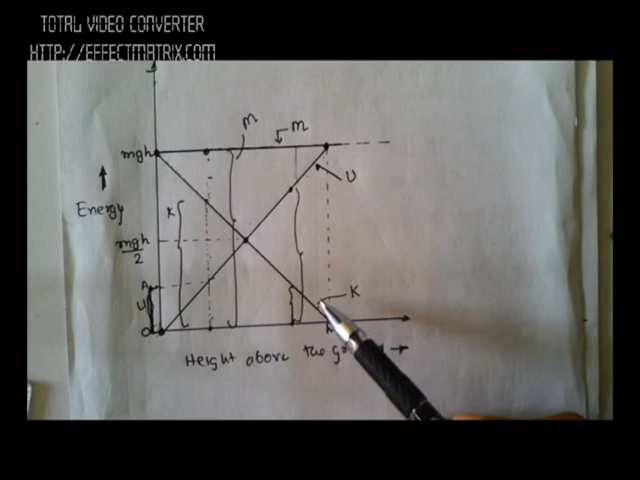 TOTAL VIDEO CONVERTER
HTTP://EFFECTMATRIX.COM
m
m
mgh
U
Energy
K
mgh
2
A
K
U
O
Height above the